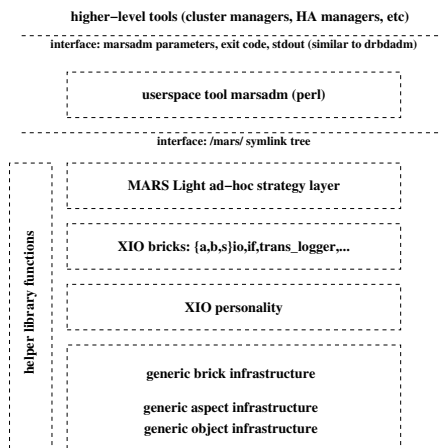 higher−level tools (cluster managers, HA managers, etc)
interface: marsadm parameters, exit code, stdout (similar to drbdadm)
userspace tool marsadm (perl)
interface: /mars/ symlink tree
MARS Light ad−hoc strategy layer
XIO bricks: {a,b,s}io,if,trans_logger,...
XIO personality
generic brick infrastructure
generic aspect infrastructure
generic object infrastructure
helper library functions